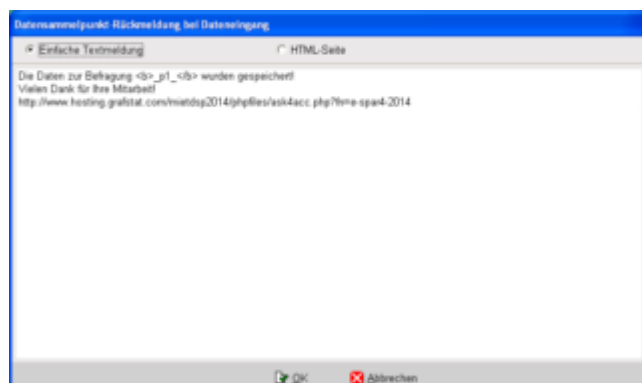 Datensammelpunkt-Rückmeldung bei Dateneingang
Einfache Textmeldung
HTML-Seite
Die Daten zur Befragung <b>_p1_</b> wurden gespeichert!
Vielen Dank für Ihre Mitarbeit!
http://www.hosting.grafstat.com/mietdsp2014/phpfiles/ask4acc.php?fn=e-spar4-2014
OK
Abbrechen